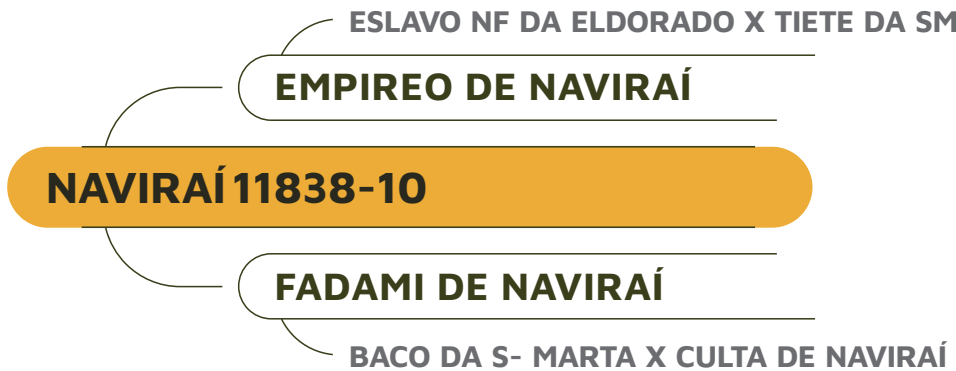 ESLAVO NF DA ELDORADO X TIETE DA SM
EMPIREO DE NAVIRAÍ
NAVIRAÍ 11838-10
FADAMI DE NAVIRAÍ
BACO DA S- MARTA X CULTA DE NAVIRAÍ